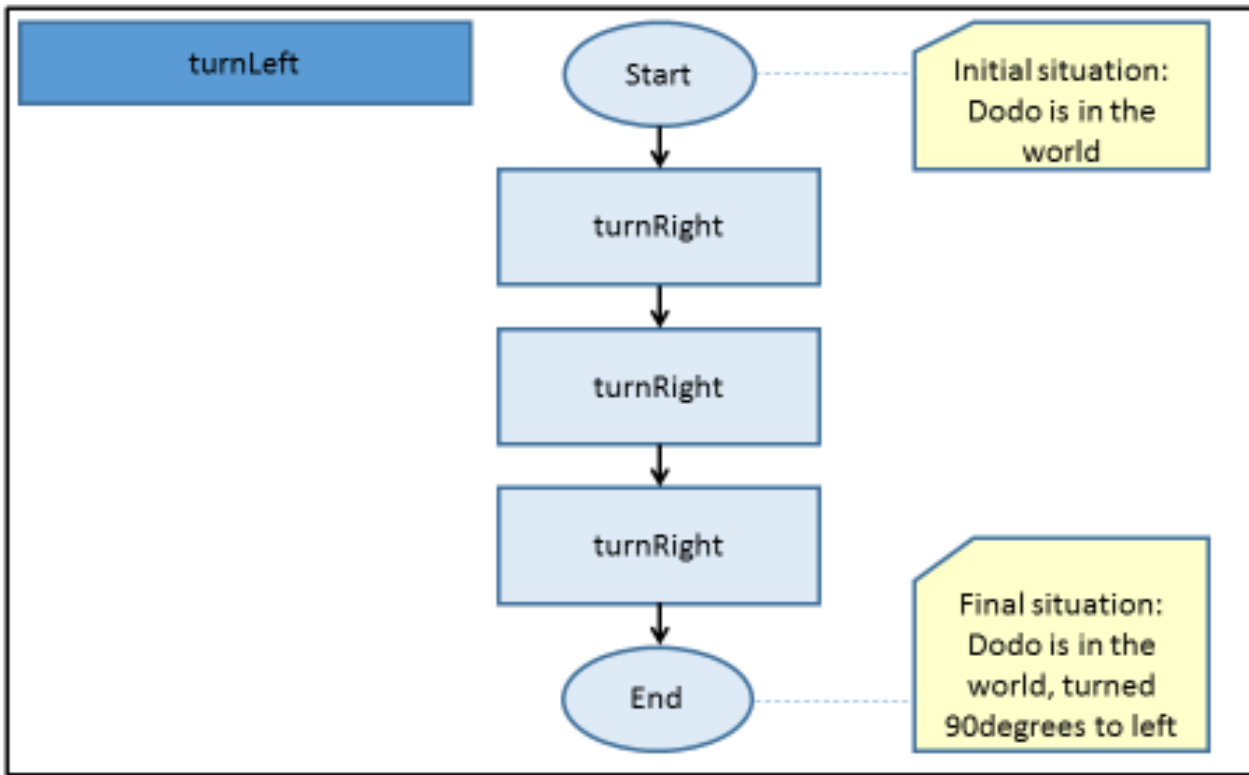 turnLeft
Start
Initial situation:
Dodo is in the
world
turnRight
turnRight
turnRight
End
Final situation:
Dodo is in the
world, turned
90degrees to left